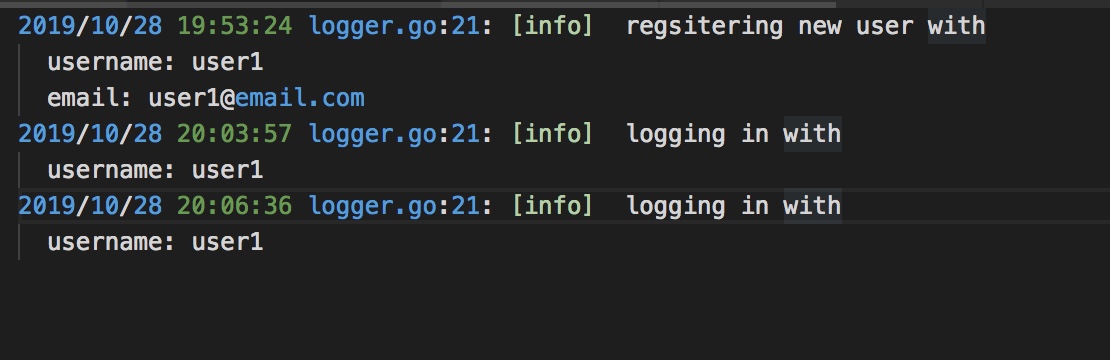 2019/10/28 19:53:24 logger.go:21: [info]  regsitering new user with
username: user1
email: user1@email.com
2019/10/28 20:03:57 logger.go:21: [info]  logging in with
username: user1
2019/10/28 20:06:36 logger.go:21: [info]  logging in with
username: user1